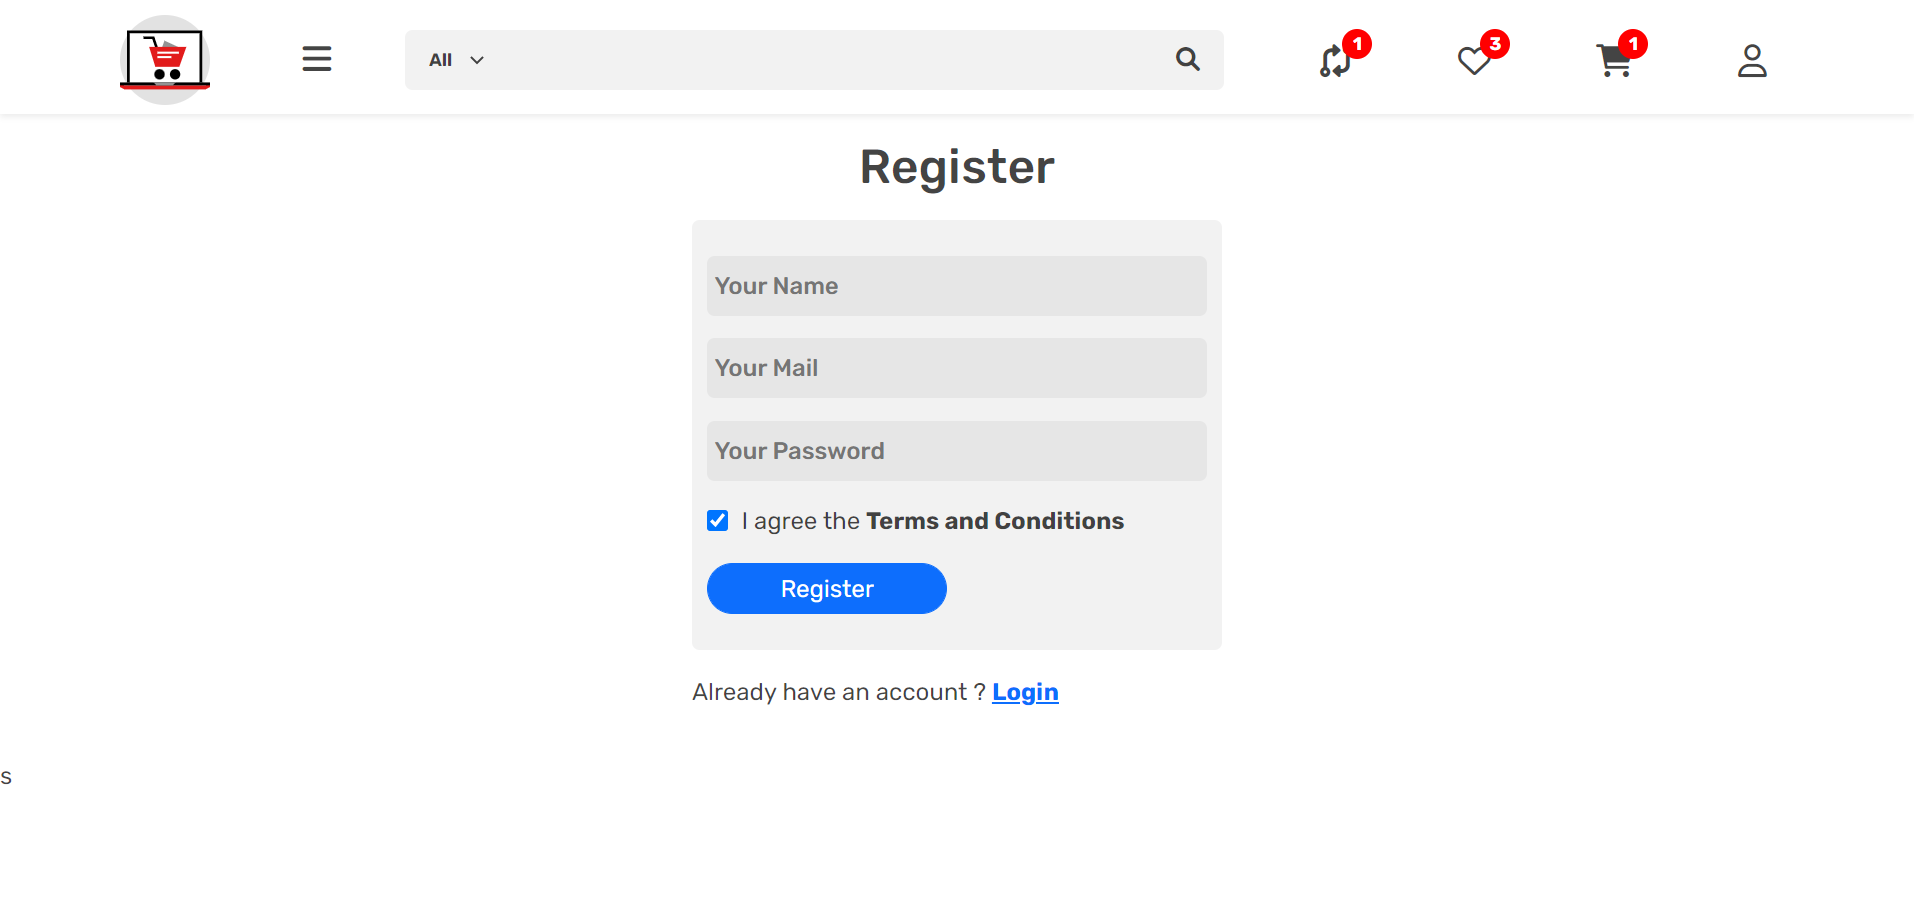 All
1
3
1
Register
Your Name
Your Mail
Your Password
I agree the Terms and Conditions
Register
Already have an account ? Login
s